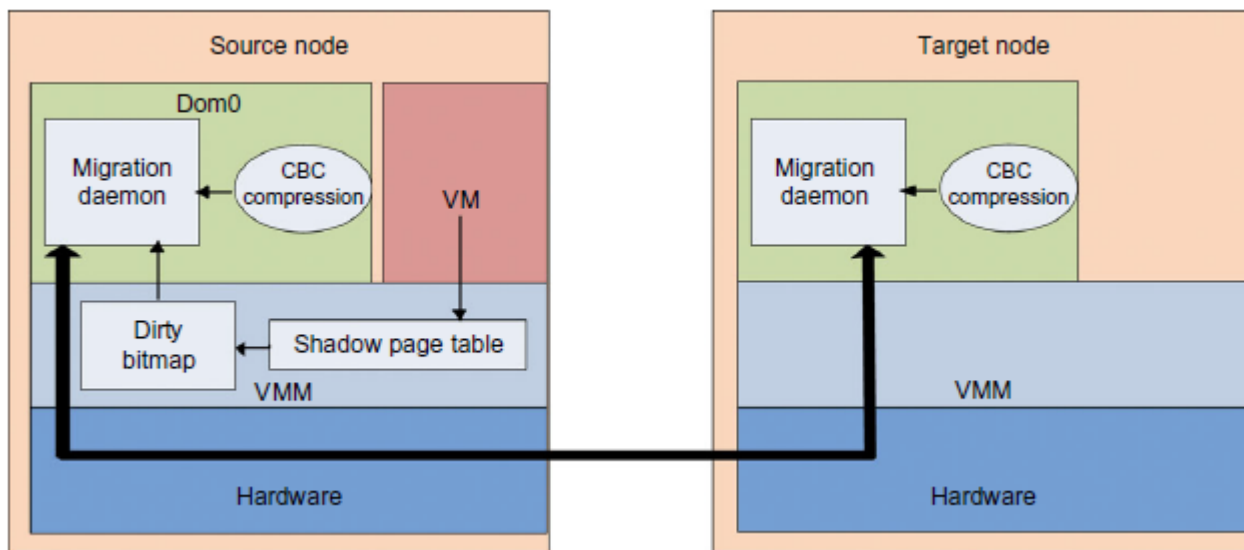 Source node
Dom0
Migration
daemon
CBC
compression
VM
Dirty
bitmap
Shadow page table
VMM
Hardware
Target node
Migration
daemon
CBC
compression
VMM
Hardware